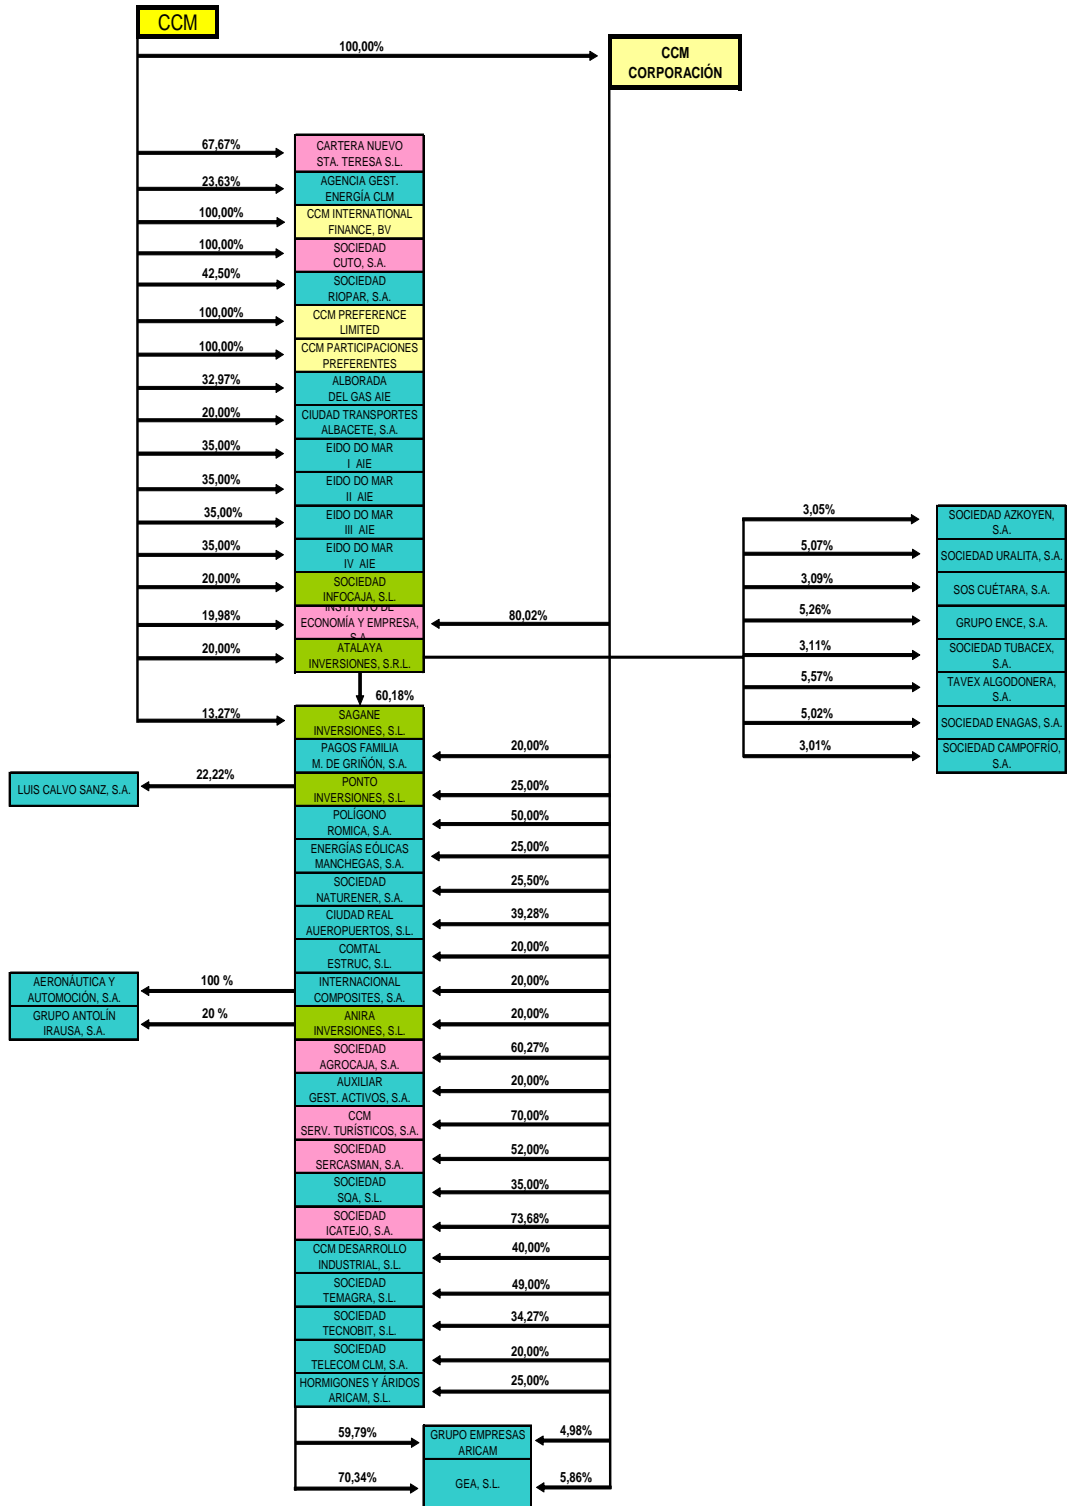 CCM
100,00%
CCM
CORPORACIÓN
67,67%
CARTERA NUEVO
STA. TERESA S.L.
23,63%
AGENCIA GEST.
ENERGÍA CLM
100,00%
CCM INTERNATIONAL
FINANCE, BV
100,00%
SOCIEDAD
CUTO, S.A.
42,50%
SOCIEDAD
RIOPAR, S.A.
100,00%
CCM PREFERENCE
LIMITED
100,00%
CCM PARTICIPACIONES
PREFERENTES
32,97%
ALBORADA
DEL GAS AIE
20,00%
CIUDAD TRANSPORTES
ALBACETE, S.A.
35,00%
EIDO DO MAR
I AIE
35,00%
EIDO DO MAR
II AIE
35,00%
EIDO DO MAR
III AIE
35,00%
EIDO DO MAR
IV AIE
20,00%
SOCIEDAD
INFOCAJA, S.L.
19,98%
INSTITUTO DE
ECONOMÍA Y EMPRESA,
S.A.
80,02%
20,00%
ATALAYA
INVERSIONES, S.R.L.
3,05%
SOCIEDAD AZKOYEN,
S.A.
5,07%
SOCIEDAD URALITA, S.A.
3,09%
SOS CUÉTARA, S.A.
5,26%
GRUPO ENCE, S.A.
3,11%
SOCIEDAD TUBACEX,
S.A.
5,57%
TAVEX ALGODONERA,
S.A.
5,02%
SOCIEDAD ENAGAS, S.A.
3,01%
SOCIEDAD CAMPOFRÍO,
S.A.
60,18%
13,27%
SAGANE
INVERSIONES, S.L.
PAGOS FAMILIA
M. DE GRIÑÓN, S.A.
20,00%
LUIS CALVO SANZ, S.A.
22,22%
PONTO
INVERSIONES, S.L.
25,00%
POLÍGONO
ROMICA, S.A.
50,00%
ENERGÍAS EÓLICAS
MANCHEGAS, S.A.
25,00%
SOCIEDAD
NATURENER, S.A.
25,50%
CIUDAD REAL
AUEROPUERTOS, S.L.
39,28%
COMTAL
ESTRUC, S.L.
20,00%
AERONÁUTICA Y
AUTOMOCIÓN, S.A.
100 %
INTERNACIONAL
COMPOSITES, S.A.
20,00%
GRUPO ANTOLÍN
IRAUSA, S.A.
20 %
ANIRA
INVERSIONES, S.L.
20,00%
SOCIEDAD
AGROCAJA, S.A.
60,27%
AUXILIAR
GEST. ACTIVOS, S.A.
20,00%
CCM
SERV. TURÍSTICOS, S.A.
70,00%
SOCIEDAD
SERCASMAN, S.A.
52,00%
SOCIEDAD
SQA, S.L.
35,00%
SOCIEDAD
ICATEJO, S.A.
73,68%
CCM DESARROLLO
INDUSTRIAL, S.L.
40,00%
SOCIEDAD
TEMAGRA, S.L.
49,00%
SOCIEDAD
TECNOBIT, S.L.
34,27%
SOCIEDAD
TELECOM CLM, S.A.
20,00%
HORMIGONES Y ÁRIDOS
ARICAM, S.L.
25,00%
59,79%
GRUPO EMPRESAS
ARICAM
4,98%
70,34%
GEA, S.L.
5,86%